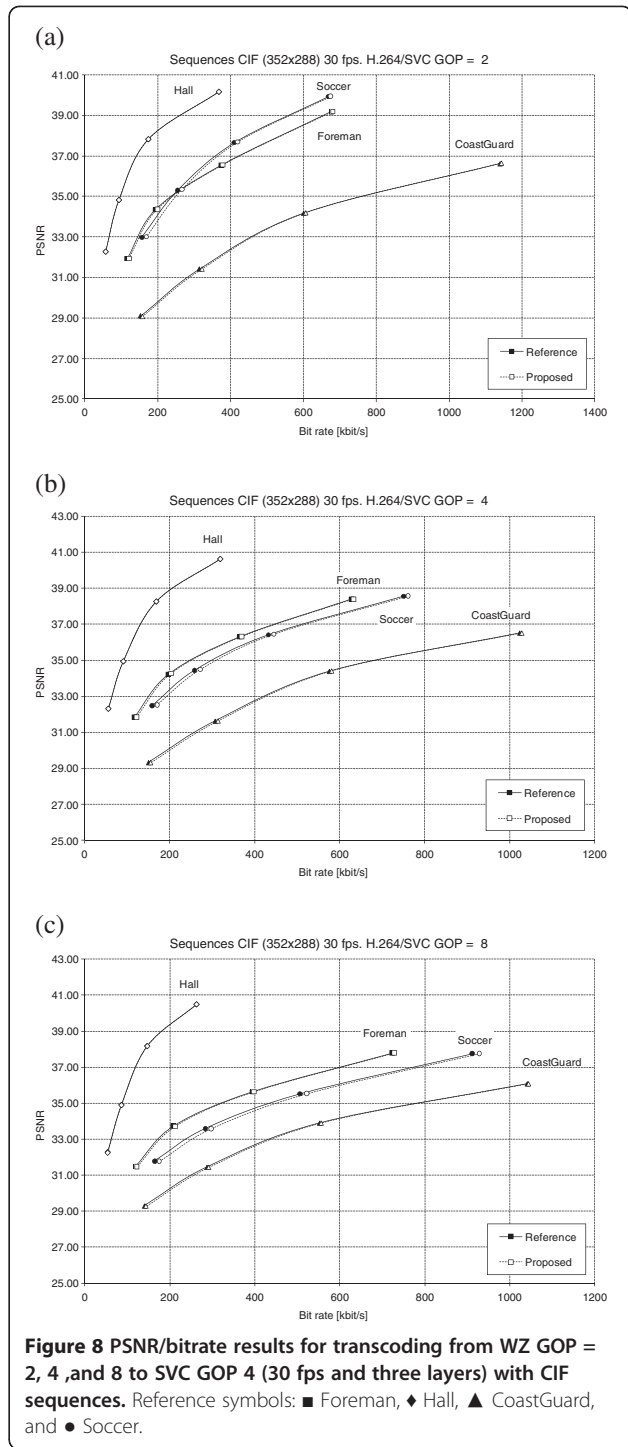 (a)
Sequences CIF (352x288) 30 fps. H.264/SVC GOP = 2
41.00
39.00
37.00
35.00
33.00
31.00
29.00
27.00
25.00
PSNR
Hall
Soccer
Foreman
CoastGuard
Reference
Proposed
0 200 400 600 800 1000 1200 1400
Bit rate [kbit/s]
(b)
Sequences CIF (352x288) 30 fps. H.264/SVC GOP = 4
43.00
41.00
39.00
37.00
35.00
33.00
31.00
29.00
27.00
25.00
PSNR
Hall
Foreman
Soccer
CoastGuard
Reference
Proposed
0 200 400 600 800 1000 1200
Bit rate [kbit/s]
(c)
Sequences CIF (352x288) 30 fps. H.264/SVC GOP = 8
43.00
41.00
39.00
37.00
35.00
33.00
31.00
29.00
27.00
25.00
PSNR
Hall
Foreman
Soccer
CoastGuard
Reference
Proposed
0 200 400 600 800 1000 1200
Bit rate [kbit/s]
Figure 8 PSNR/bitrate results for transcoding from WZ GOP =
2, 4 ,and 8 to SVC GOP 4 (30 fps and three layers) with CIF
sequences. Reference symbols: ■ Foreman, ♦ Hall, ▲ CoastGuard,
and ● Soccer.